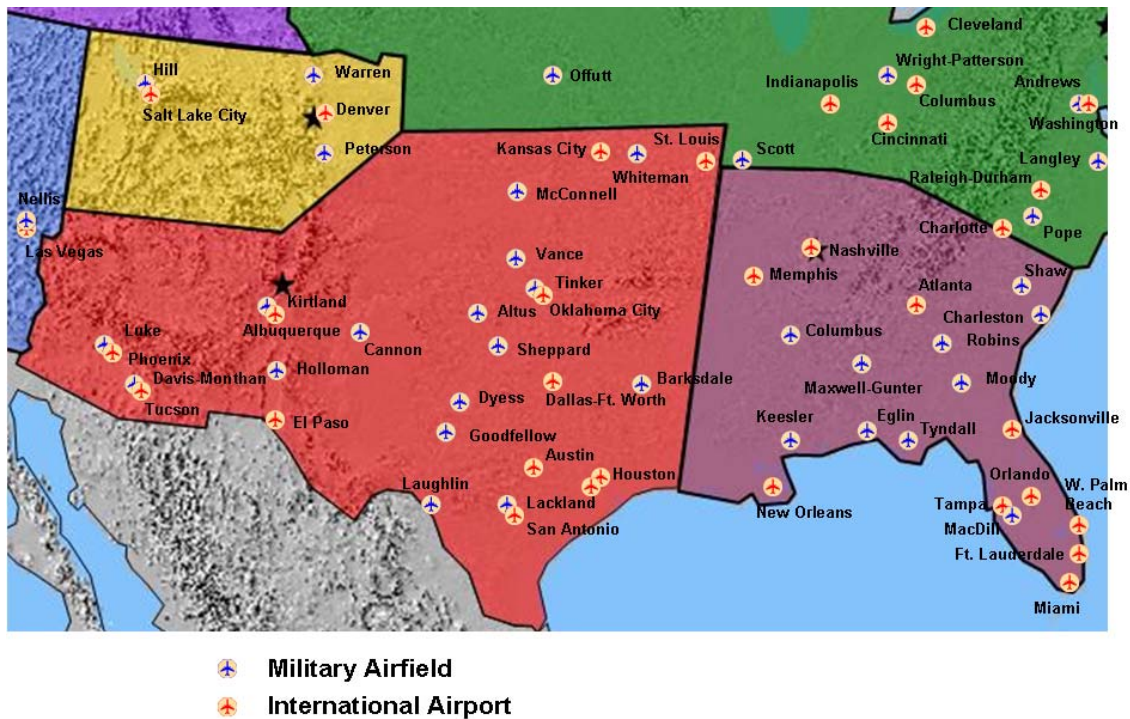 Cleveland
Hill
Warren
Offutt
Wright-Patterson
Indianapolis
Andrews
Salt Lake City
Denver
Columbus
Washington
Cincinnati
Peterson
Kansas City
St. Louis
Scott
Langley
Whiteman
Raleigh-Durham
McConnell
Nellis
Charlotte
Pope
Las Vegas
Vance
Nashville
Memphis
Shaw
Tinker
Kirtland
Atlanta
Altus
Oklahoma City
Charleston
Albuquerque
Luke
Cannon
Columbus
Robins
Phoenix
Sheppard
Holloman
Davis-Monthan
Barksdale
Maxwell-Gunter
Moody
Tucson
Dyess
Dallas-Ft. Worth
El Paso
Keesler
Eglin
Jacksonville
Goodfellow
Tyndall
Austin
Houston
Orlando
W. Palm
Beach
Laughlin
Lackland
Tampa
New Orleans
San Antonio
MacDill
Ft. Lauderdale
Miami
Military Airfield
International Airport